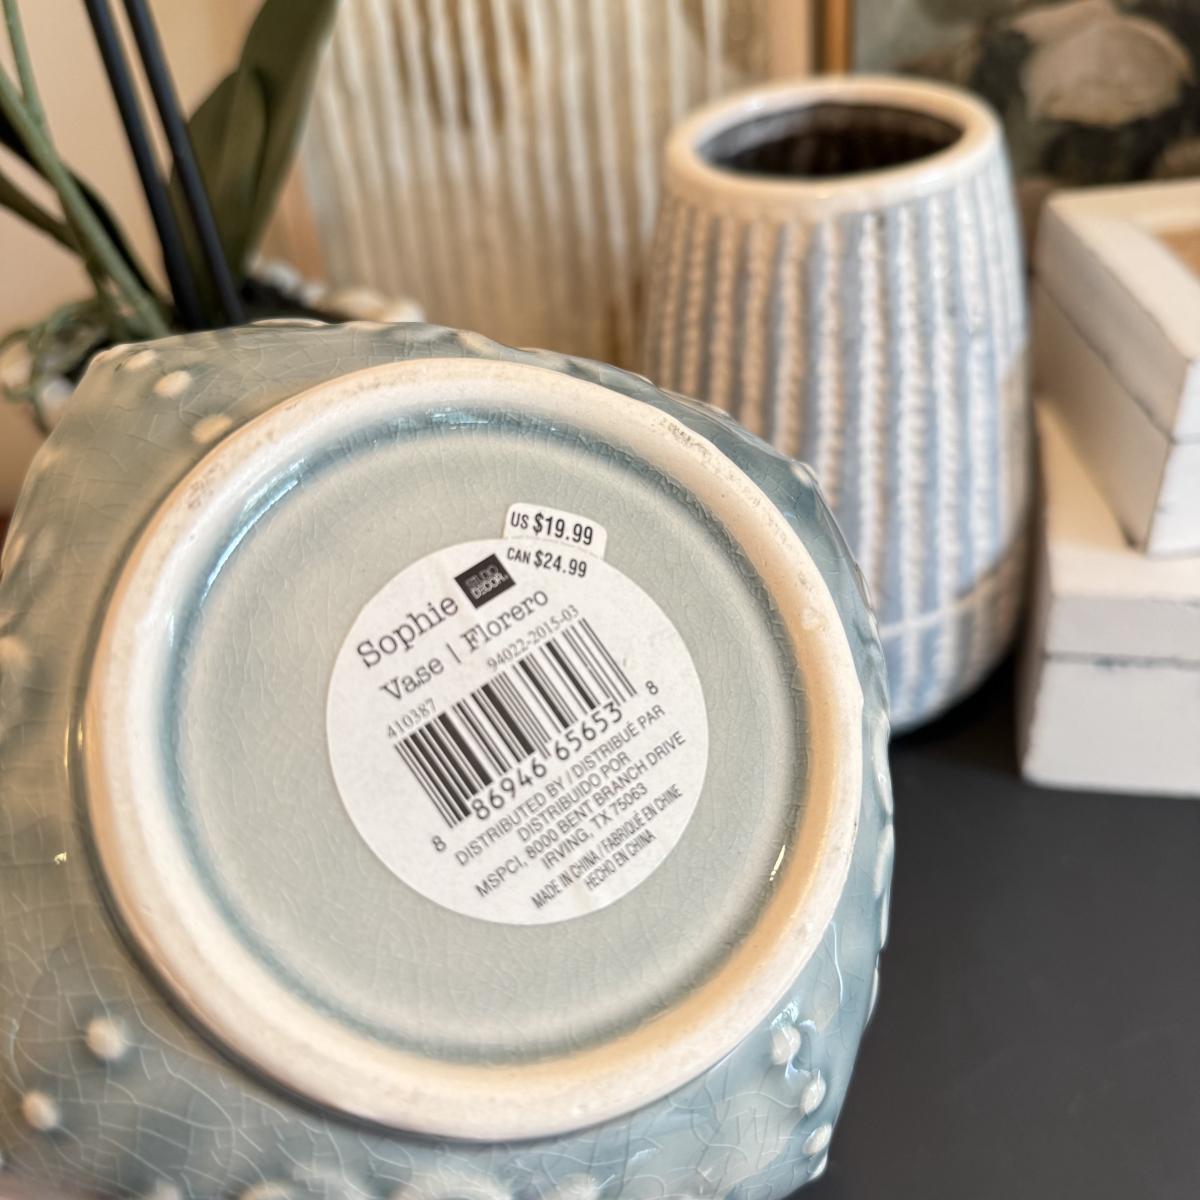 US $19.99
CAN $24.99
STUDIO
DECOR
Sophie
Vase | Florero
410387 94022-2015-03
8 86946 65653 8
DISTRIBUTED BY / DISTRIBUÉ PAR
DISTRIBUIDO POR
MSPCI, 8000 BENT BRANCH DRIVE
IRVING, TX 75063
MADE IN CHINA / FABRIQUÉ EN CHINE
HECHO EN CHINA